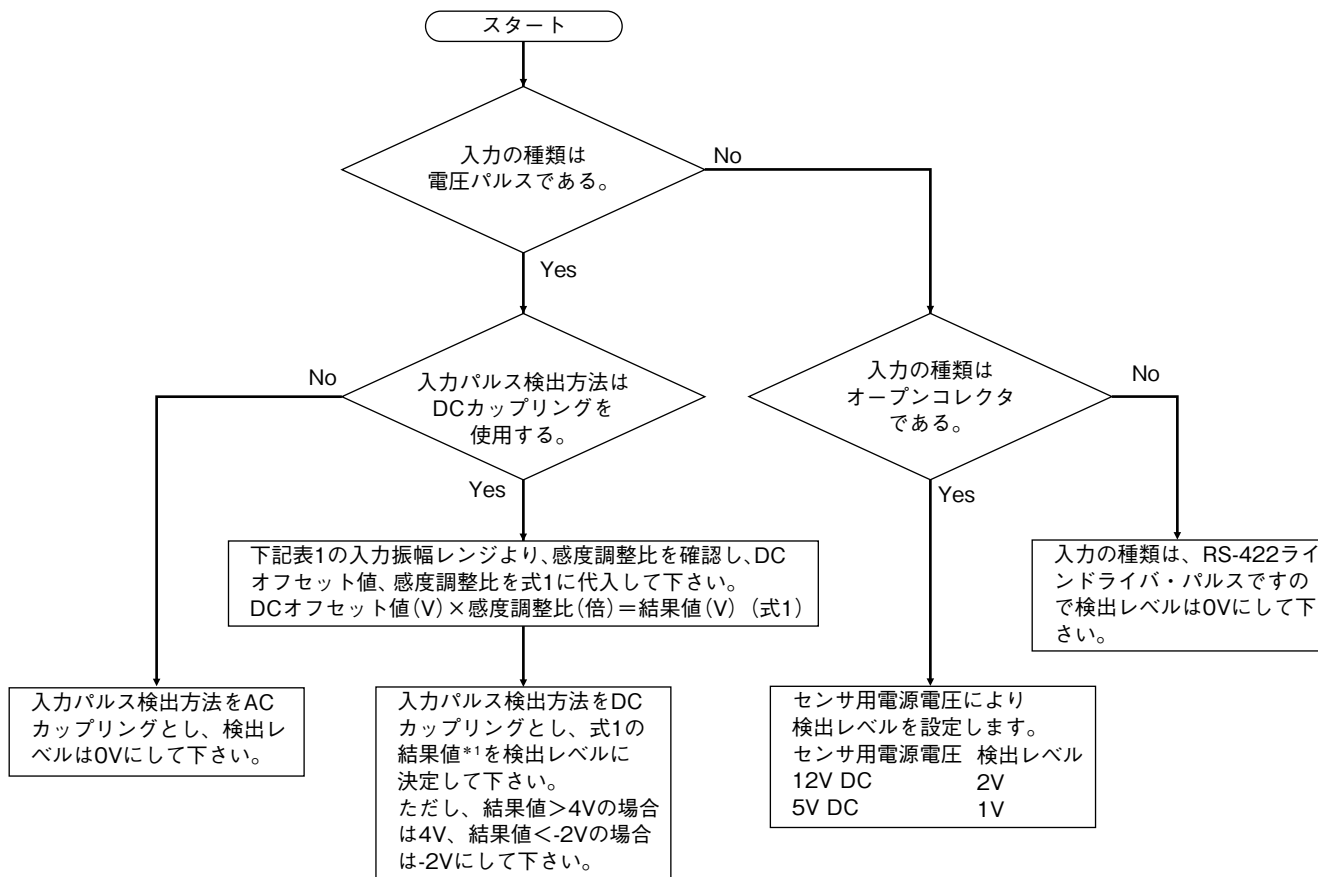 スタート
入力の種類は
電圧パルスである。
No
Yes
入力パルス検出方法は
DCカップリングを
使用する。
No
Yes
入力の種類は
オープンコレクタ
である。
No
Yes
下記表1の入力振幅レンジより、感度調整比を確認し、DC
オフセット値、感度調整比を式1に代入して下さい。
DCオフセット値(V)×感度調整比(倍)＝結果値(V) (式1)
入力の種類は、RS-422ライ
ンドライバ・パルスですの
で検出レベルは0Vにして下
さい。
入力パルス検出方法をAC
カップリングとし、検出レ
ベルは0Vにして下さい。
入力パルス検出方法をDC
カップリングとし、式1の
結果値*1を検出レベルに
決定して下さい。
ただし、結果値＞4Vの場合
は4V、結果値＜-2Vの場合
は-2Vにして下さい。
センサ用電源電圧により
検出レベルを設定します。
センサ用電源電圧 検出レベル
12V DC 2V
5V DC 1V